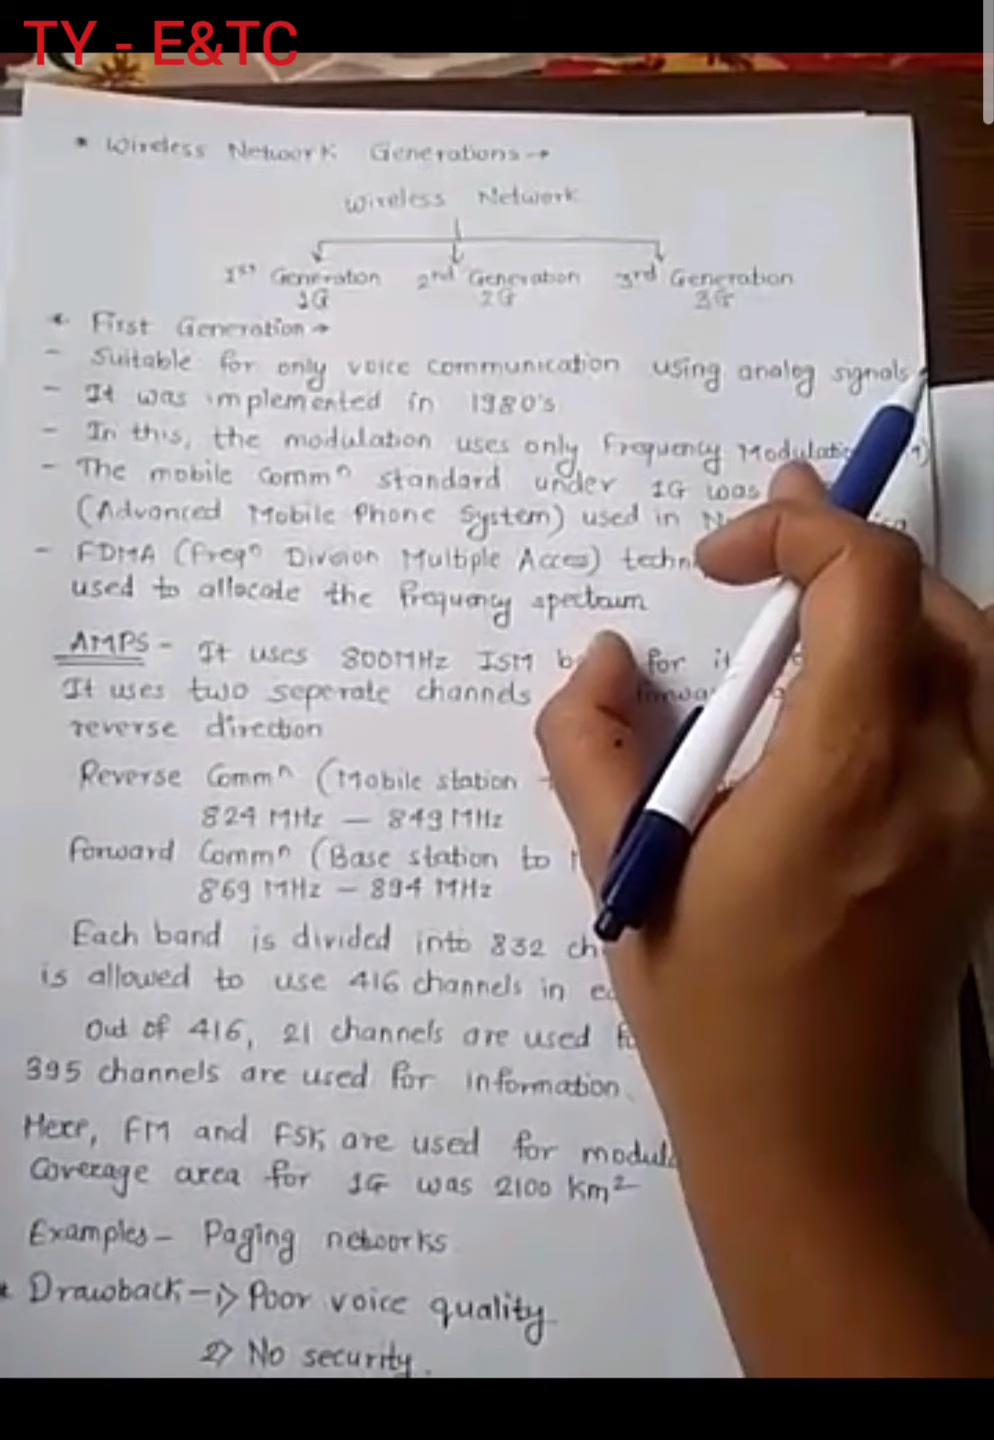 TY - E&TC
* Wireless Network Generations →
Wireless Network
1st Generation 2nd Generation 3rd Generation
1G 2G 3G
* First Generation →
- Suitable for only voice communication using analog signals
- It was implemented in 1980's
- In this, the modulation uses only Frequency Modulatio
- The mobile Commⁿ standard under 1G was
(Advanced Mobile Phone System) used in N
- FDMA (Freqⁿ Divsion Multiple Acces) techn
used to allocate the frequency spectrum
AMPS - It uses 800MHz ISM b for it
It uses two seperate channels
reverse direction
Reverse Commⁿ (Mobile station
824 MHz — 849 MHz
Forward Commⁿ (Base station to
869 MHz — 894 MHz
Each band is divided into 832 ch
is allowed to use 416 channels in
Out of 416, 21 channels are used
395 channels are used for information.
Here, FM and FSK are used for modul
Coverage area for 1G was 2100 Km²
Examples - Paging networks
* Drawback - 1> Poor voice quality
2> No security.